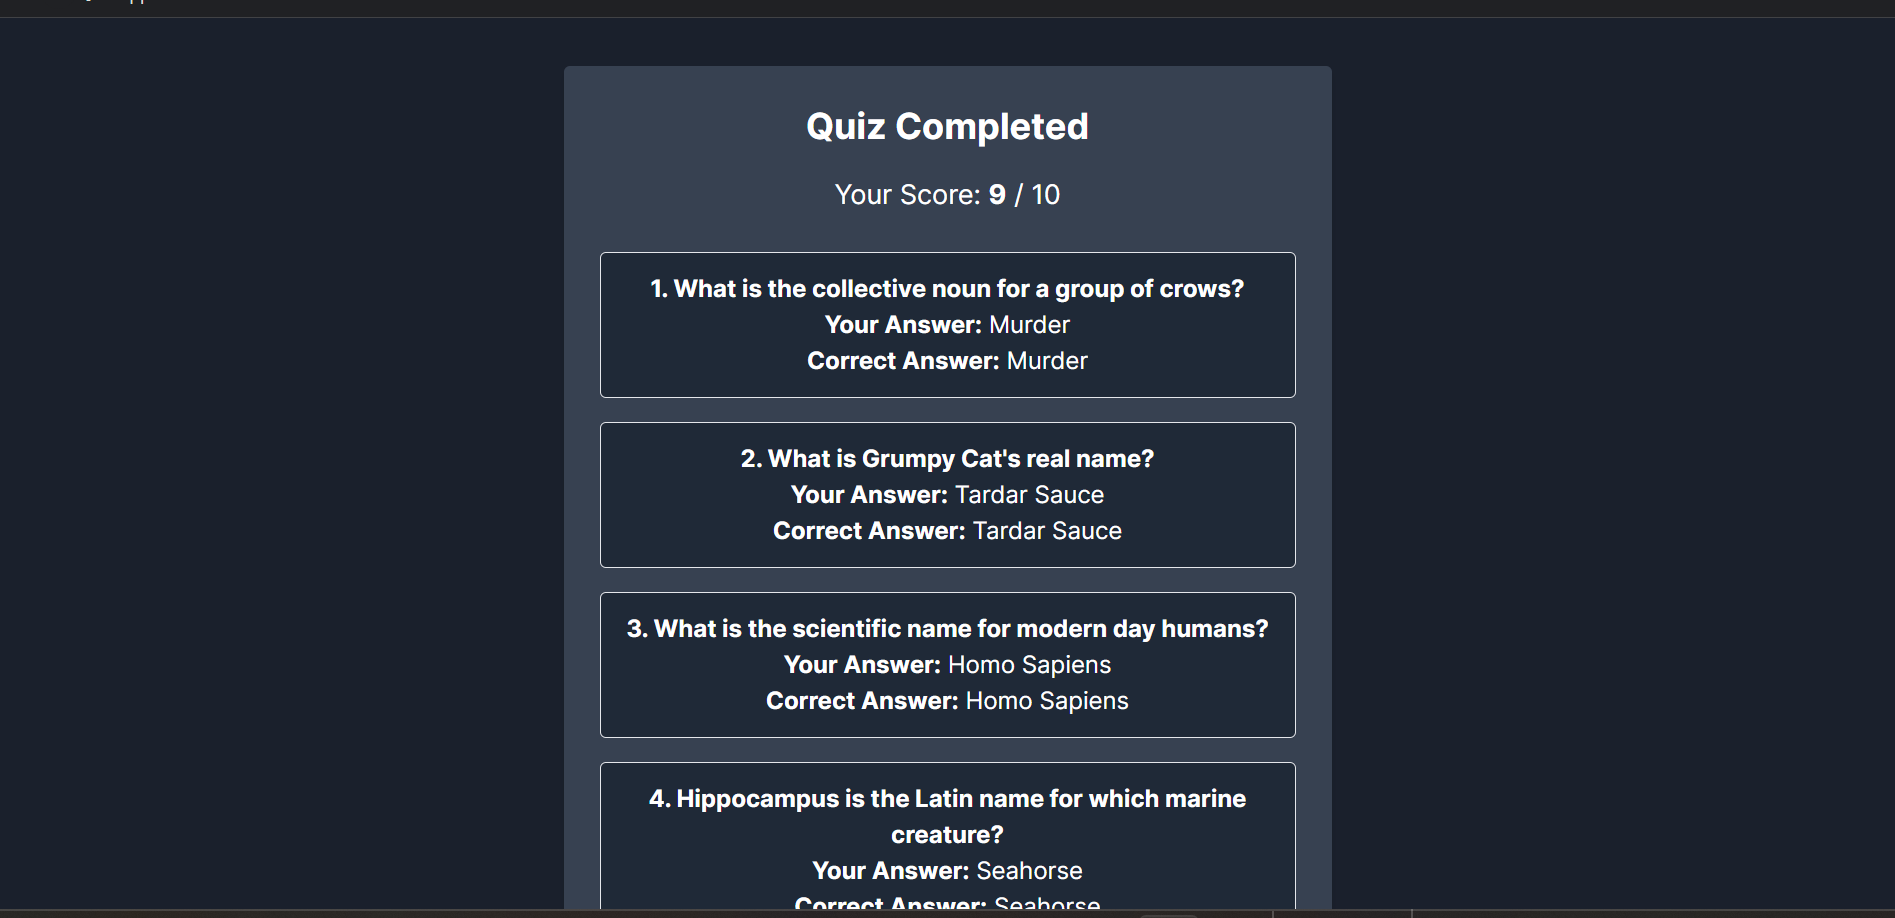 Quiz Completed
Your Score: 9 / 10
1. What is the collective noun for a group of crows?
Your Answer: Murder
Correct Answer: Murder
2. What is Grumpy Cat's real name?
Your Answer: Tardar Sauce
Correct Answer: Tardar Sauce
3. What is the scientific name for modern day humans?
Your Answer: Homo Sapiens
Correct Answer: Homo Sapiens
4. Hippocampus is the Latin name for which marine
creature?
Your Answer: Seahorse
Correct Answer: Seahorse